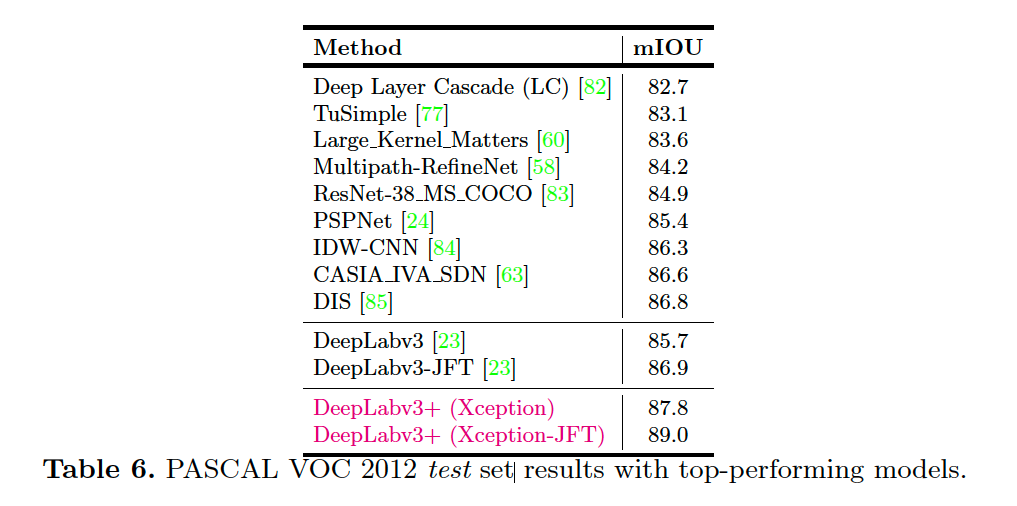 Method mIOU
Deep Layer Cascade (LC) [82] 82.7
TuSimple [77] 83.1
Large_Kernel_Matters [60] 83.6
Multipath-RefineNet [58] 84.2
ResNet-38_MS_COCO [83] 84.9
PSPNet [24] 85.4
IDW-CNN [84] 86.3
CASIA_IVA_SDN [63] 86.6
DIS [85] 86.8
DeepLabv3 [23] 85.7
DeepLabv3-JFT [23] 86.9
DeepLabv3+ (Xception) 87.8
DeepLabv3+ (Xception-JFT) 89.0
Table 6. PASCAL VOC 2012 test set results with top-performing models.